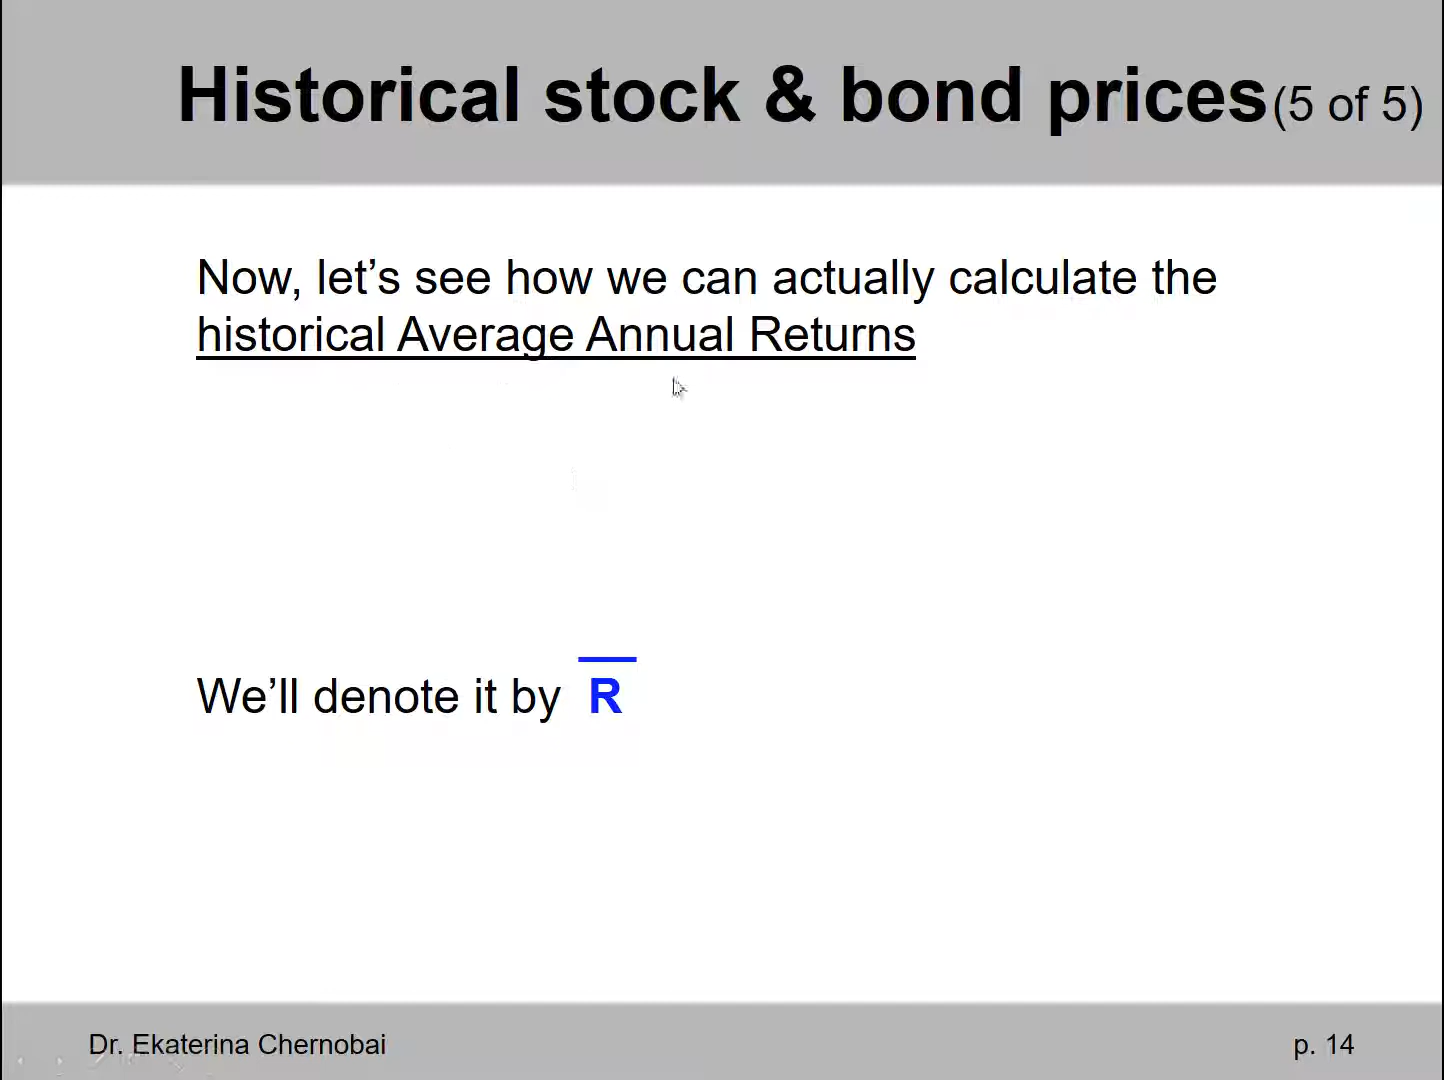 Historical stock & bond prices (5 of 5)
Now, let’s see how we can actually calculate the
historical Average Annual Returns
We’ll denote it by R̅
Dr. Ekaterina Chernobai
p. 14